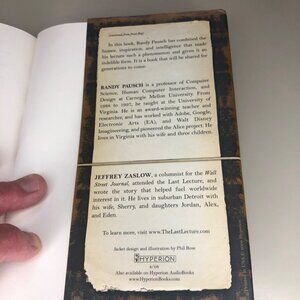 (continued from front flap)
In this book, Randy Pausch has combined the
humor, inspiration, and intelligence that made
his lecture such a phenomenon and given it an
indelible form. It is a book that will be shared for
generations to come.
RANDY PAUSCH is a professor of Computer
Science, Human Computer Interaction, and
Design at Carnegie Mellon University. From
1988 to 1997, he taught at the University of
Virginia. He is an award-winning teacher and
researcher, and has worked with Adobe, Google,
Electronic Arts (EA), and Walt Disney
Imagineering, and pioneered the Alice project. He
lives in Virginia with his wife and three children.
JEFFREY ZASLOW, a columnist for the Wall
Street Journal, attended the Last Lecture, and
wrote the story that helped fuel worldwide
interest in it. He lives in suburban Detroit with
his wife, Sherry, and daughters Jordan, Alex,
and Eden.
To learn more, visit www.TheLastLecture.com
Jacket design and illustration by Phil Rose
HYPERION
4/08
Also available on Hyperion AudioBooks
HyperionBooks.com